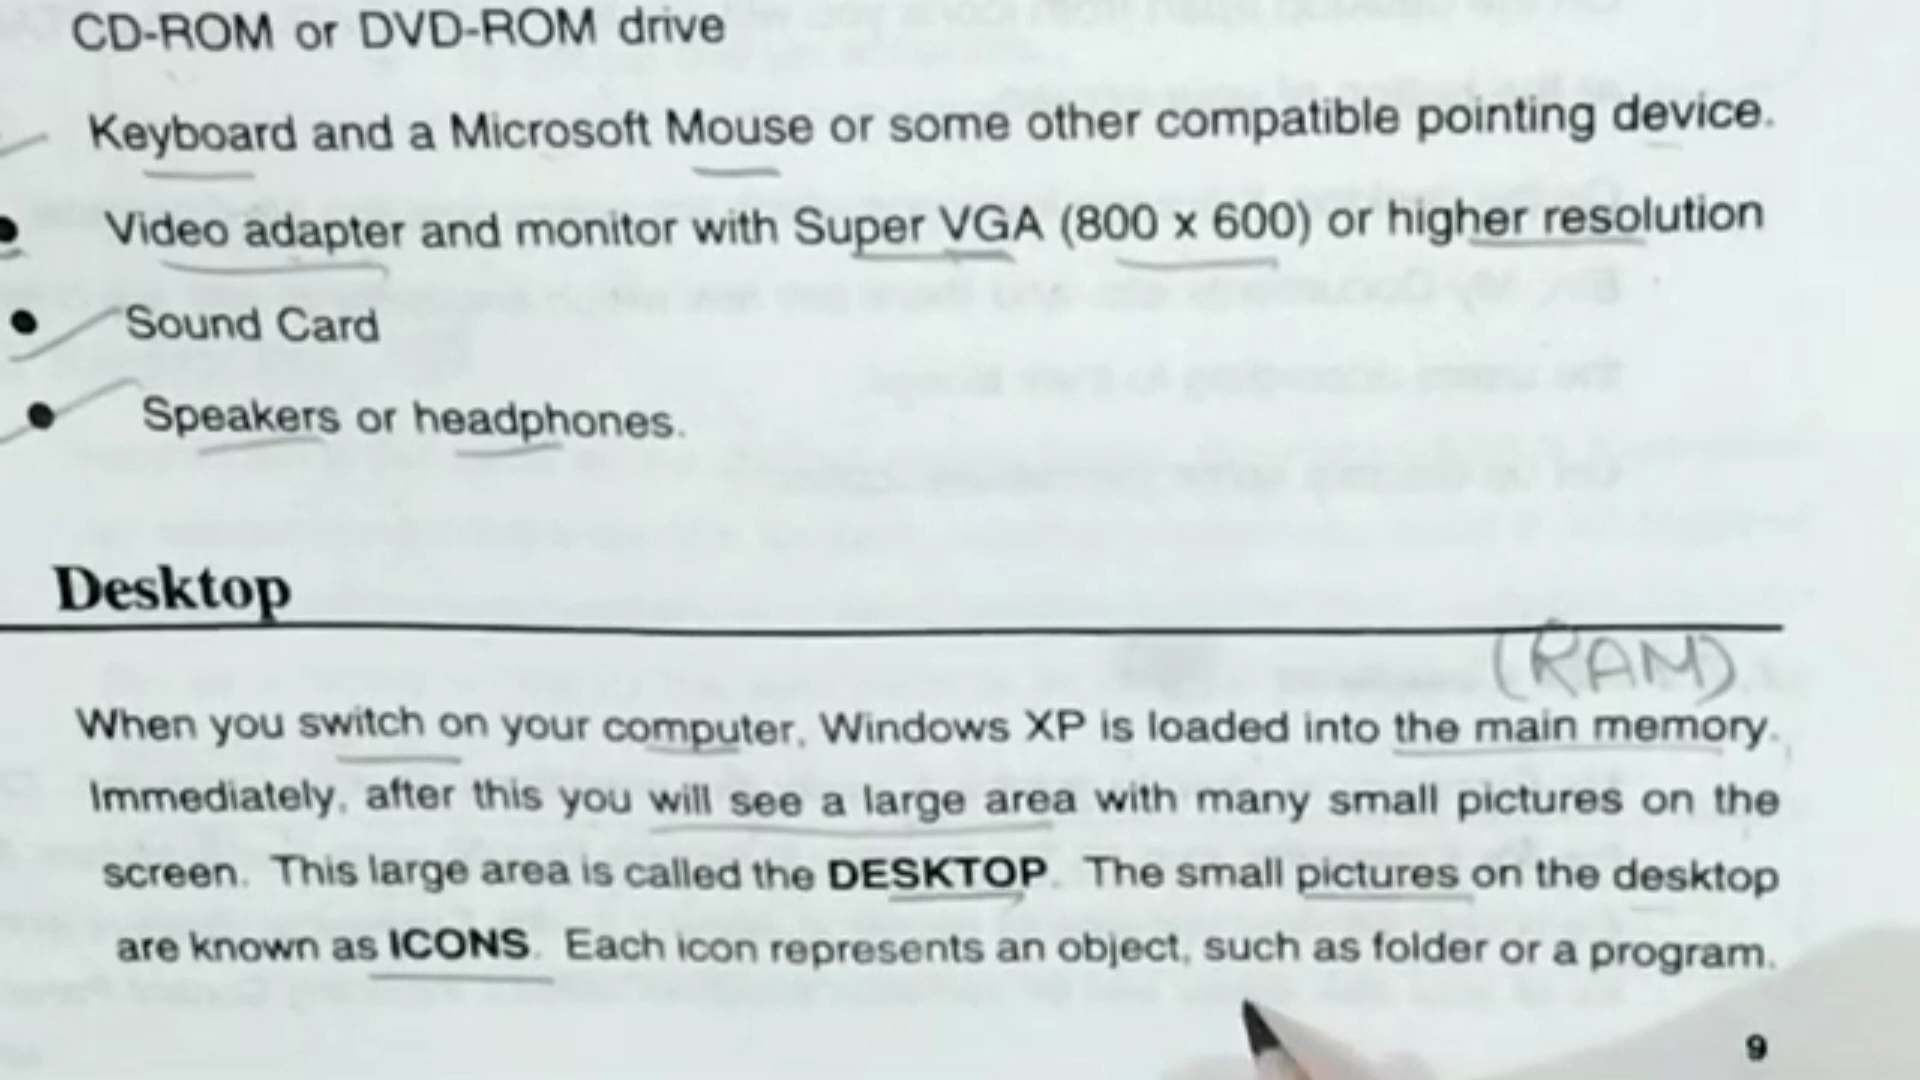 CD-ROM or DVD-ROM drive
Keyboard and a Microsoft Mouse or some other compatible pointing device.
• Video adapter and monitor with Super VGA (800 x 600) or higher resolution
• Sound Card
• Speakers or headphones.
Desktop
(RAM)
When you switch on your computer, Windows XP is loaded into the main memory.
Immediately, after this you will see a large area with many small pictures on the
screen. This large area is called the DESKTOP. The small pictures on the desktop
are known as ICONS. Each icon represents an object, such as folder or a program.
9